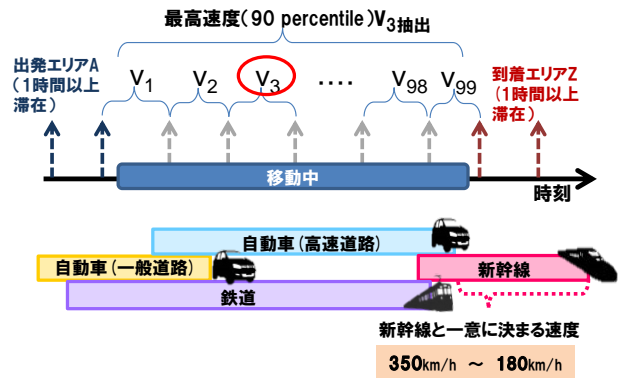 最高速度(90 percentile)V3抽出
出発エリアA
(1時間以上
滞在)
V1
V2
V3
....
V98
V99
到着エリアZ
(1時間以上
滞在)
移動中
時刻
自動車(高速道路)
自動車(一般道路)
新幹線
鉄道
新幹線と一意に決まる速度
350km/h ～ 180km/h